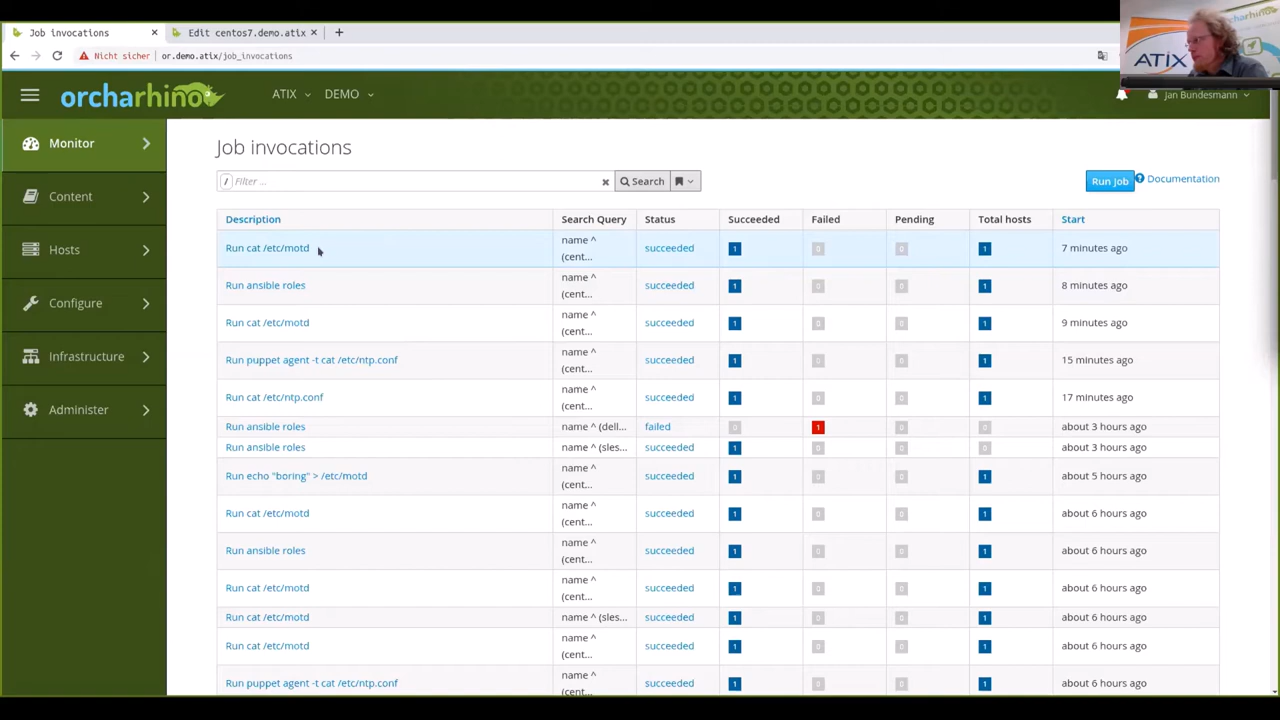 Job invocations
Edit centos7.demo.atix
Nicht sicher or.demo.atix/job_invocations
ATIX
orcharhino ATIX DEMO Jan Bundesmann
Monitor
Content
Hosts
Configure
Infrastructure
Administer
Job invocations
/ Filter ... Search Run Job Documentation
Description Search Query Status Succeeded Failed Pending Total hosts Start
Run cat /etc/motd name ^ (cent... succeeded 1 0 0 1 7 minutes ago
Run ansible roles name ^ (cent... succeeded 1 0 0 1 8 minutes ago
Run cat /etc/motd name ^ (cent... succeeded 1 0 0 1 9 minutes ago
Run puppet agent -t cat /etc/ntp.conf name ^ (cent... succeeded 1 0 0 1 15 minutes ago
Run cat /etc/ntp.conf name ^ (cent... succeeded 1 0 0 1 17 minutes ago
Run ansible roles name ^ (dell... failed 0 1 0 0 about 3 hours ago
Run ansible roles name ^ (sles... succeeded 1 0 0 0 about 3 hours ago
Run echo "boring" > /etc/motd name ^ (cent... succeeded 1 0 0 1 about 5 hours ago
Run cat /etc/motd name ^ (cent... succeeded 1 0 0 1 about 6 hours ago
Run ansible roles name ^ (cent... succeeded 1 0 0 1 about 6 hours ago
Run cat /etc/motd name ^ (cent... succeeded 1 0 0 1 about 6 hours ago
Run cat /etc/motd name ^ (sles... succeeded 1 0 0 1 about 6 hours ago
Run cat /etc/motd name ^ (cent... succeeded 1 0 0 1 about 6 hours ago
Run puppet agent -t cat /etc/ntp.conf name ^ (cent... succeeded 1 0 0 1 about 6 hours ago